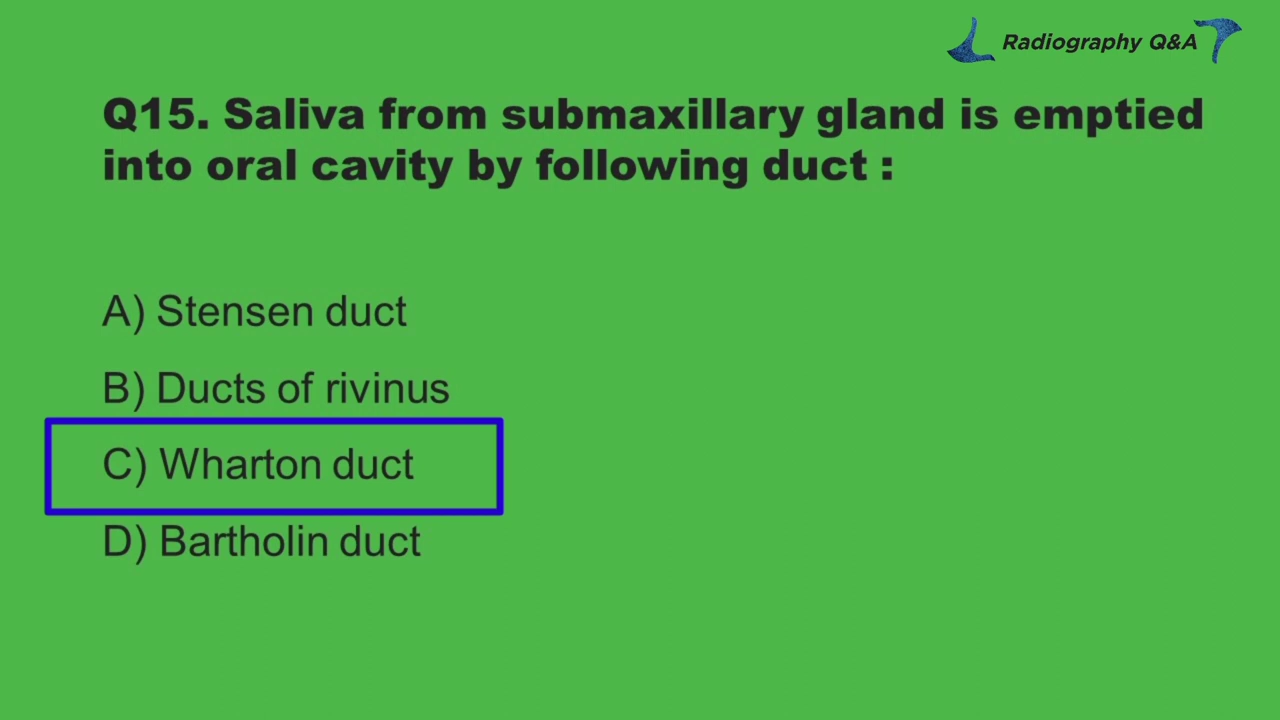 Radiography Q&A
Q15. Saliva from submaxillary gland is emptied
into oral cavity by following duct :
A) Stensen duct
B) Ducts of rivinus
C) Wharton duct
D) Bartholin duct